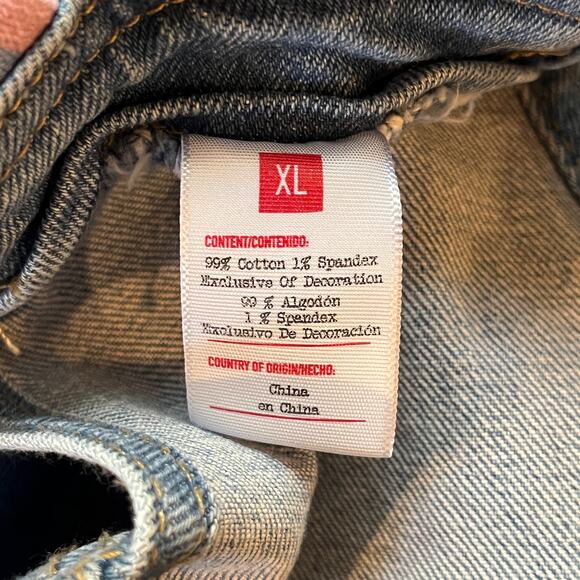 XL
CONTENT/CONTENIDO:
99% Cotton 1% Spandex
Exclusive Of Decoration
99 % Algodón
1 % Spandex
Exclusivo De Decoración
COUNTRY OF ORIGIN/HECHO:
China
en China